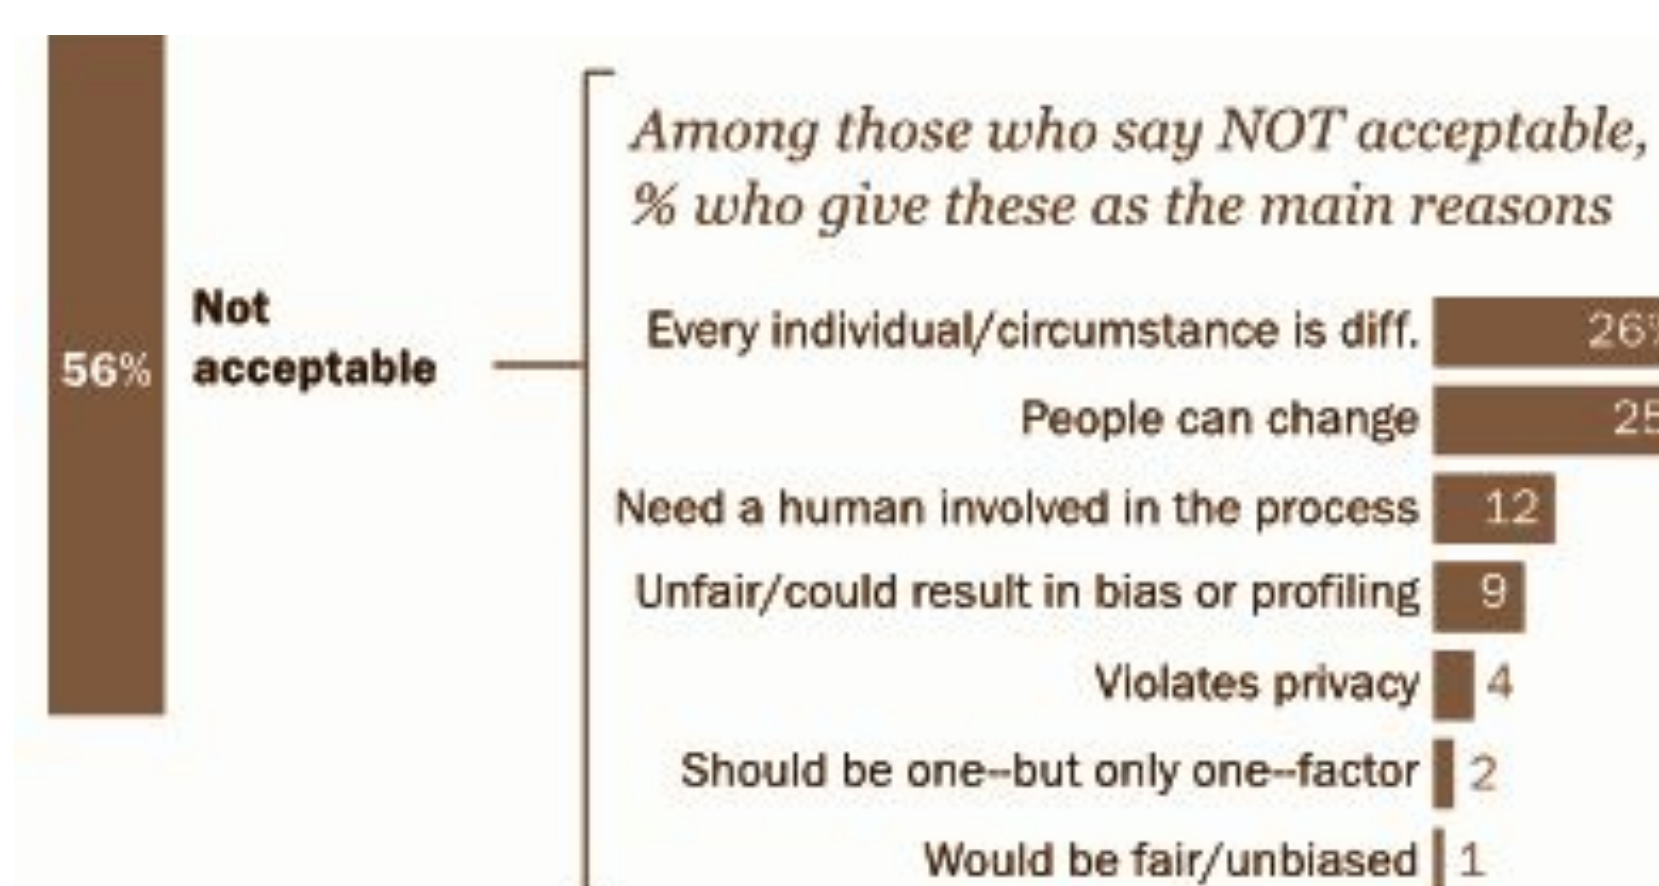 Among those who say NOT acceptable,
% who give these as the main reasons
56%
Not
acceptable
Every individual/circumstance is diff. 26%
People can change 25
Need a human involved in the process 12
Unfair/could result in bias or profiling 9
Violates privacy 4
Should be one--but only one--factor 2
Would be fair/unbiased 1